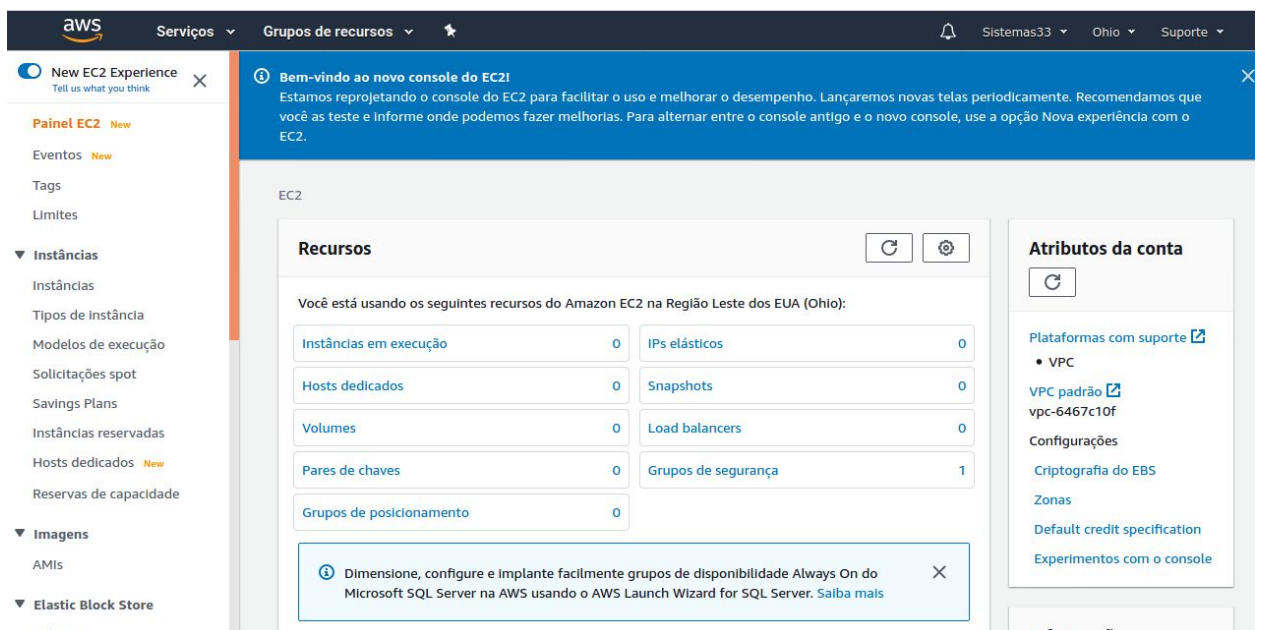 aws
Serviços
Grupos de recursos
Sistemas33
Ohio
Suporte
New EC2 Experience
Tell us what you think
Painel EC2 New
Eventos New
Tags
Limites
Instâncias
Instâncias
Tipos de instância
Modelos de execução
Solicitações spot
Savings Plans
Instâncias reservadas
Hosts dedicados New
Reservas de capacidade
Imagens
AMIs
Elastic Block Store
Bem-vindo ao novo console do EC2!
Estamos reprojetando o console do EC2 para facilitar o uso e melhorar o desempenho. Lançaremos novas telas periodicamente. Recomendamos que
você as teste e informe onde podemos fazer melhorias. Para alternar entre o console antigo e o novo console, use a opção Nova experiência com o
EC2.
EC2
Recursos
Você está usando os seguintes recursos do Amazon EC2 na Região Leste dos EUA (Ohio):
Instâncias em execução 0
IPs elásticos 0
Hosts dedicados 0
Snapshots 0
Volumes 0
Load balancers 0
Pares de chaves 0
Grupos de segurança 1
Grupos de posicionamento 0
Dimensione, configure e implante facilmente grupos de disponibilidade Always On do
Microsoft SQL Server na AWS usando o AWS Launch Wizard for SQL Server. Saiba mais
Atributos da conta
Plataformas com suporte
• VPC
VPC padrão
vpc-6467c10f
Configurações
Criptografia do EBS
Zonas
Default credit specification
Experimentos com o console